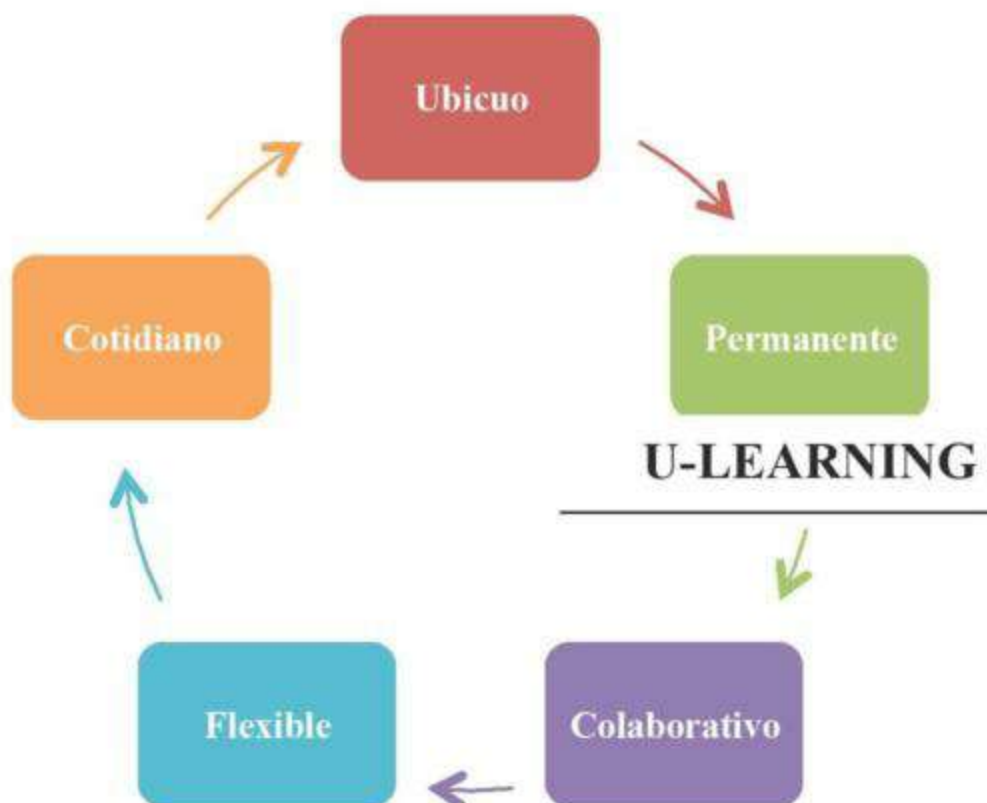 Ubicuo
Cotidiano
Permanente
U-LEARNING
Flexible
Colaborativo